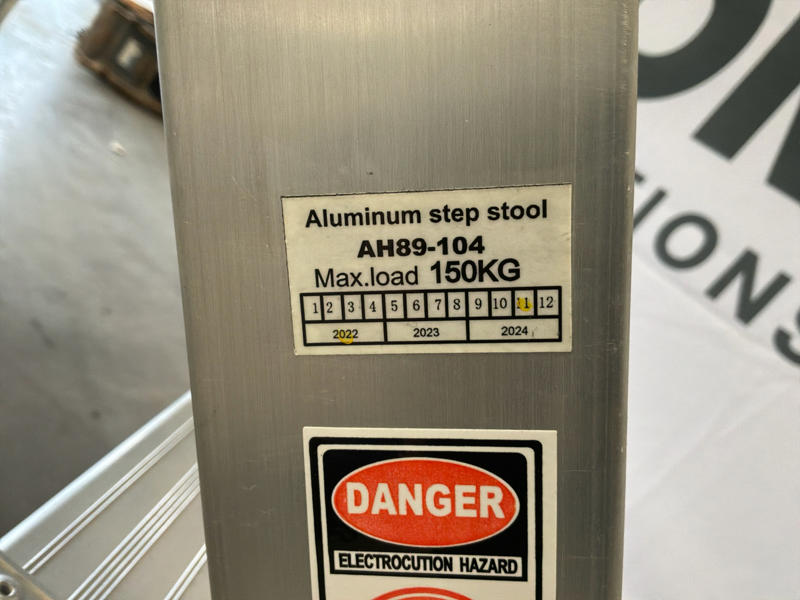 Aluminum step stool
AH89-104
Max.load 150KG
1 2 3 4 5 6 7 8 9 10 11 12
2022 2023 2024
DANGER
ELECTROCUTION HAZARD